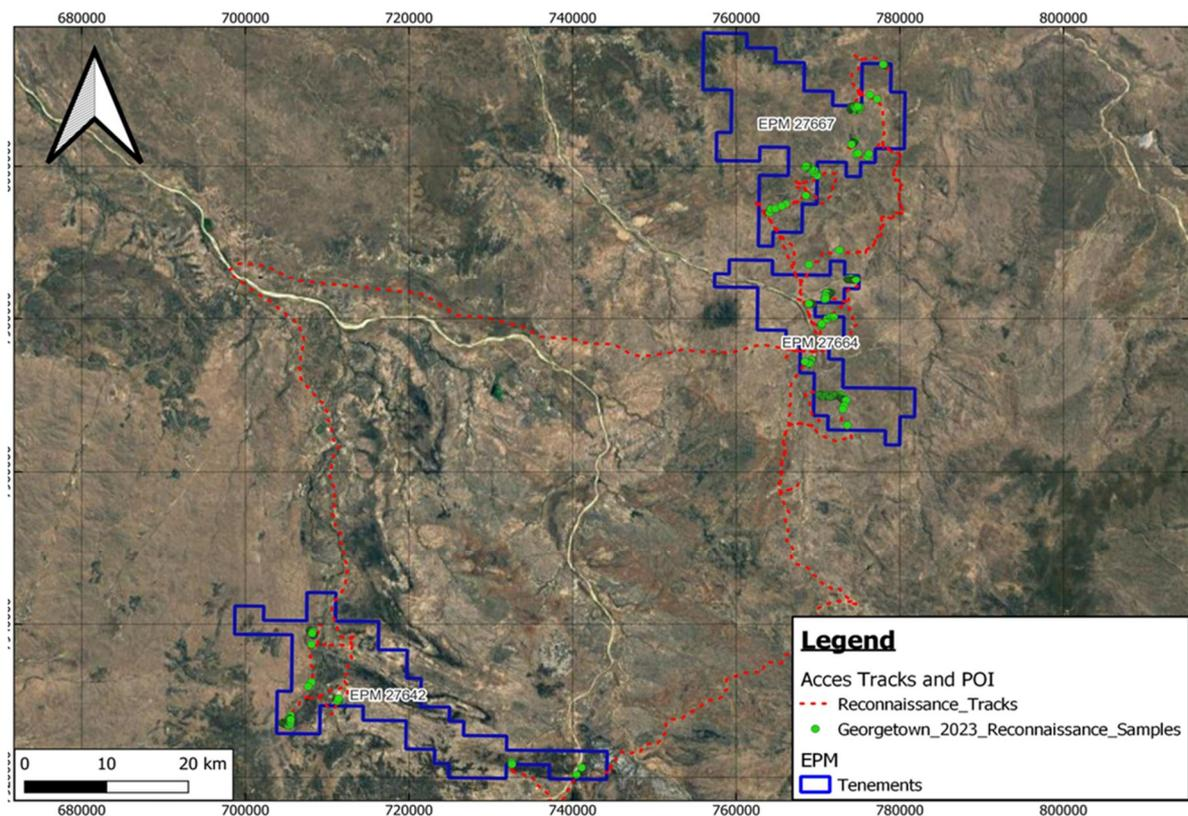 680000 700000 720000 740000 760000 780000 800000
EPM 27667
EPM 27664
EPM 27642
Legend
Acces Tracks and POI
Reconnaissance_Tracks
Georgetown_2023_Reconnaissance_Samples
EPM
Tenements
0 10 20 km
680000 700000 720000 740000 760000 780000 800000